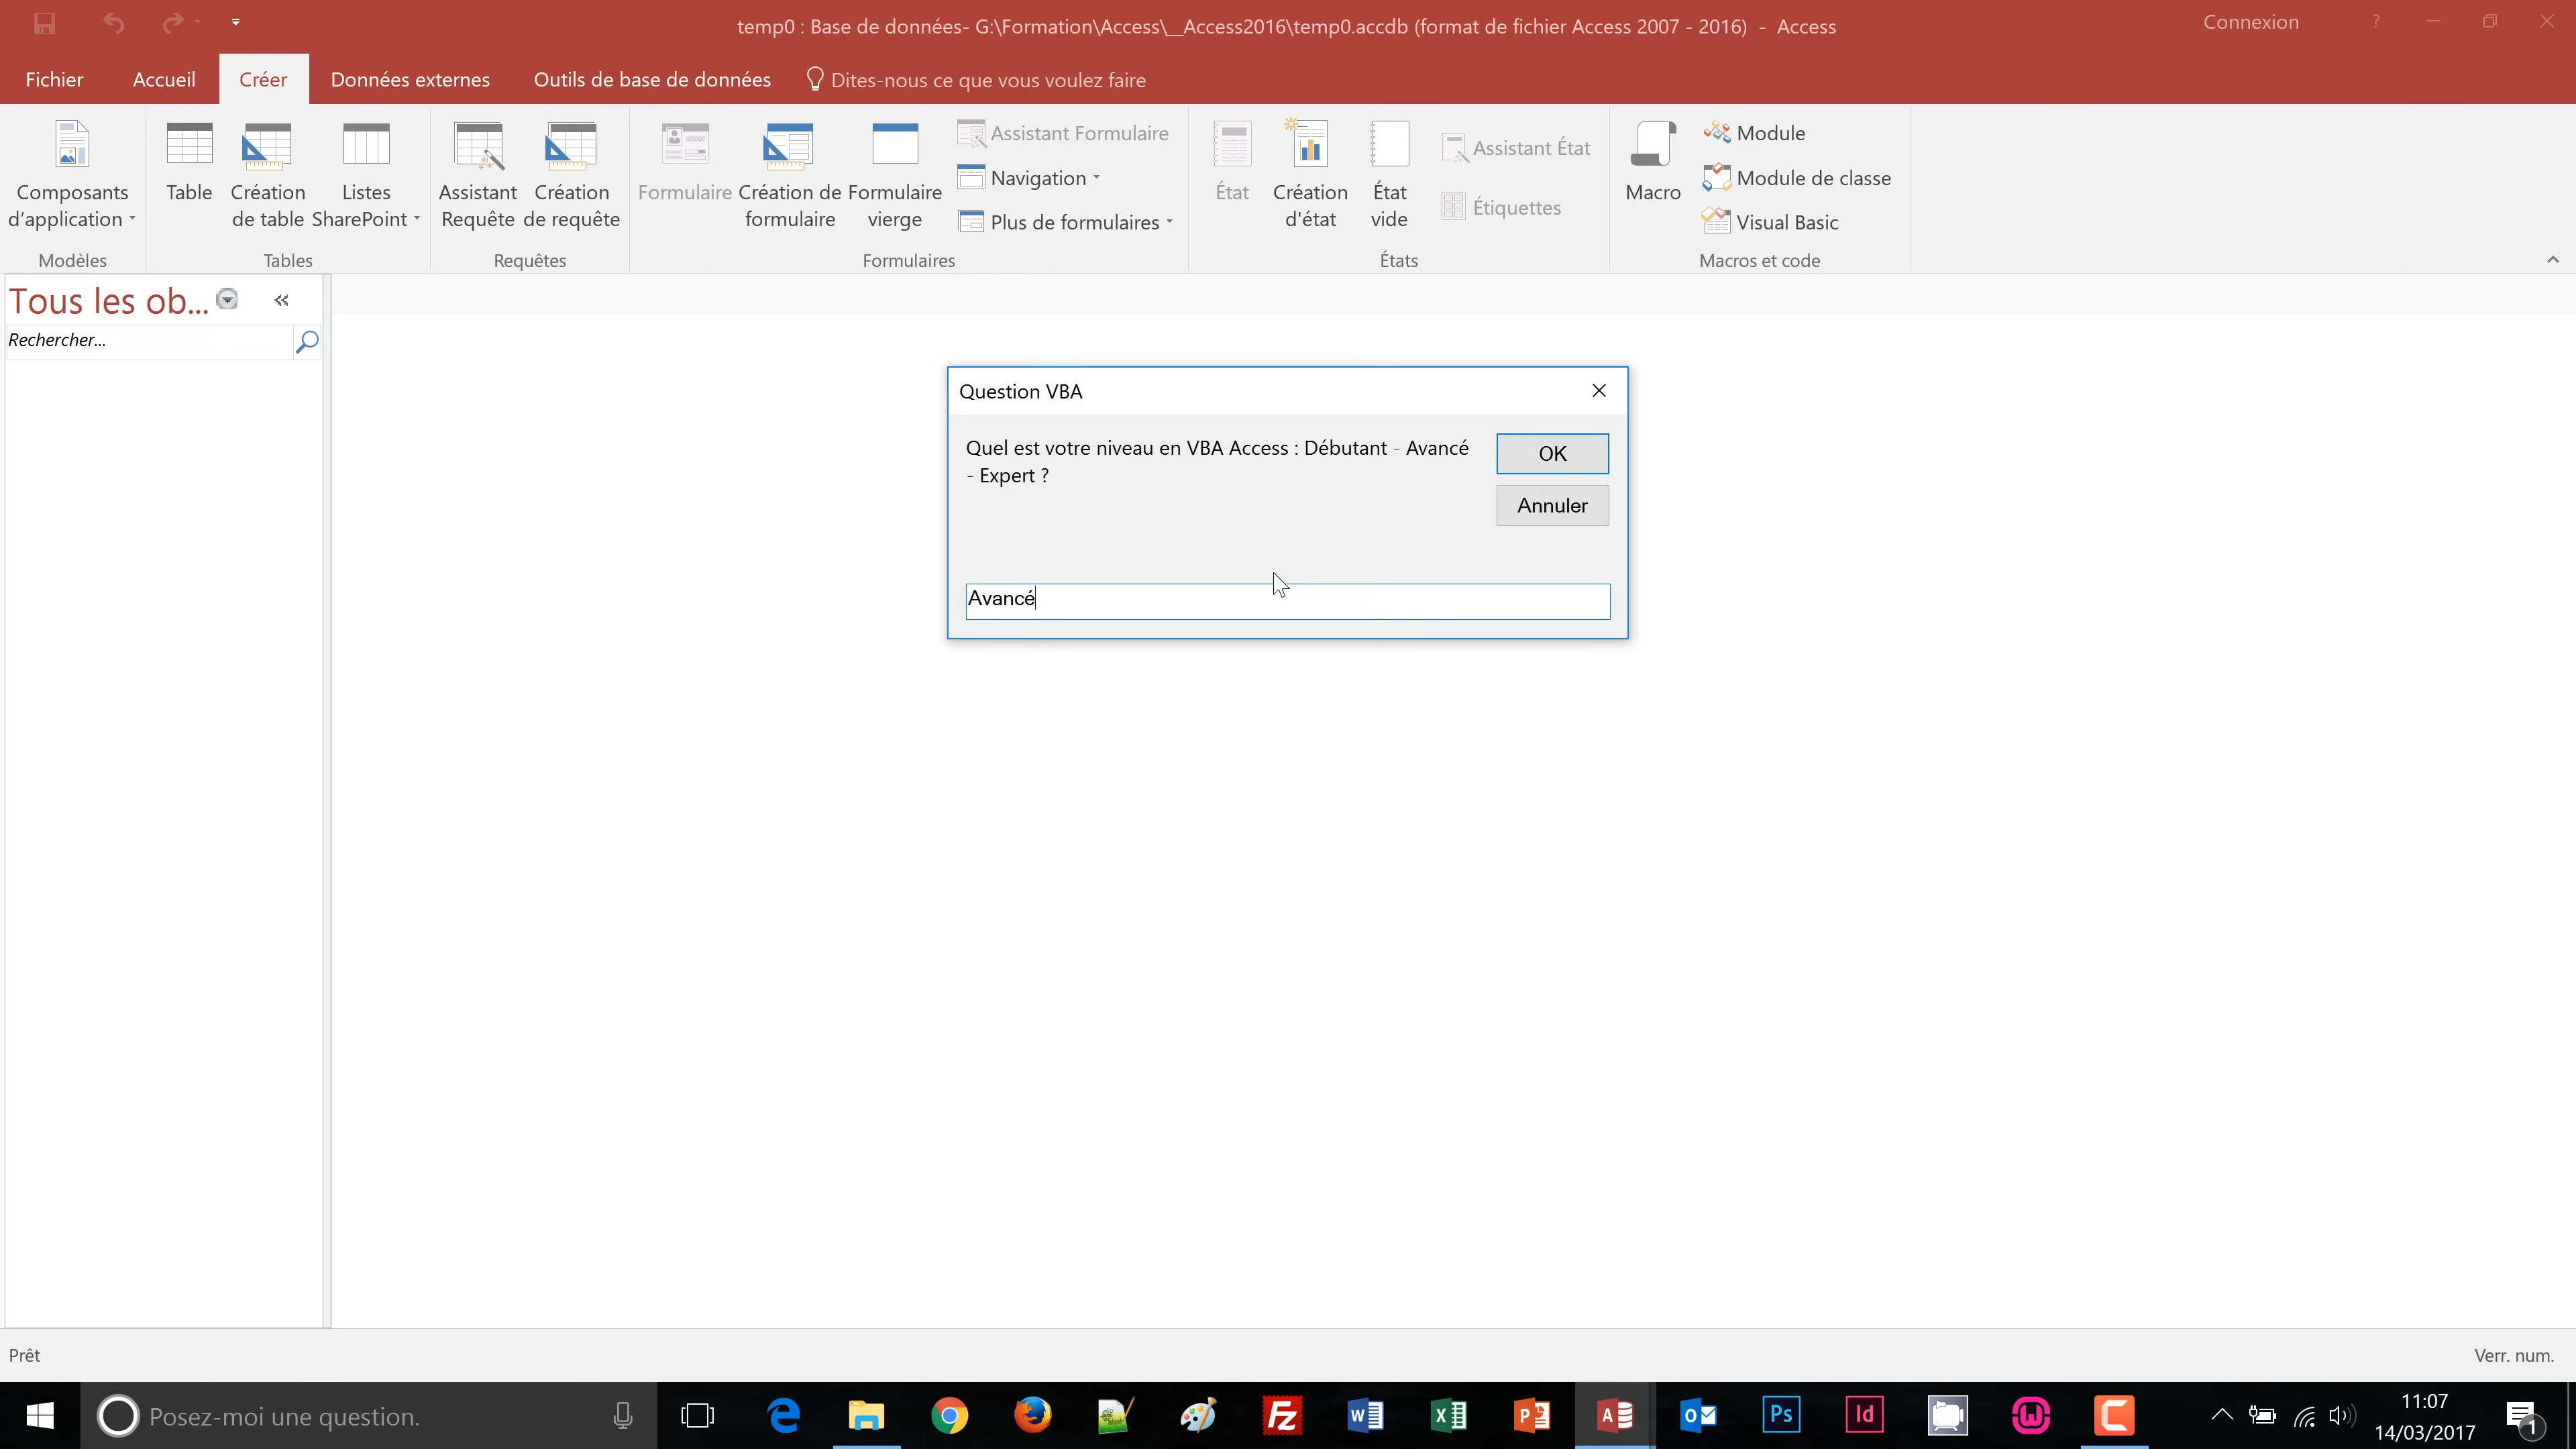 temp0 : Base de données- G:\Formation\Access\__Access2016\temp0.accdb (format de fichier Access 2007 - 2016) - Access
Connexion
?
Fichier
Accueil
Créer
Données externes
Outils de base de données
Dites-nous ce que vous voulez faire
Composants
d'application
Table
Création
de table
Listes
SharePoint
Assistant
Requête
Création
de requête
Formulaire
Création de
formulaire
Formulaire
vierge
Assistant Formulaire
Navigation
Plus de formulaires
État
Création
d'état
État
vide
Assistant État
Étiquettes
Macro
Module
Module de classe
Visual Basic
Modèles
Tables
Requêtes
Formulaires
États
Macros et code
Tous les ob...
Rechercher...
Question VBA
Quel est votre niveau en VBA Access : Débutant - Avancé
- Expert ?
OK
Annuler
Avancé
Prêt
Verr. num.
Posez-moi une question.
11:07
14/03/2017
1